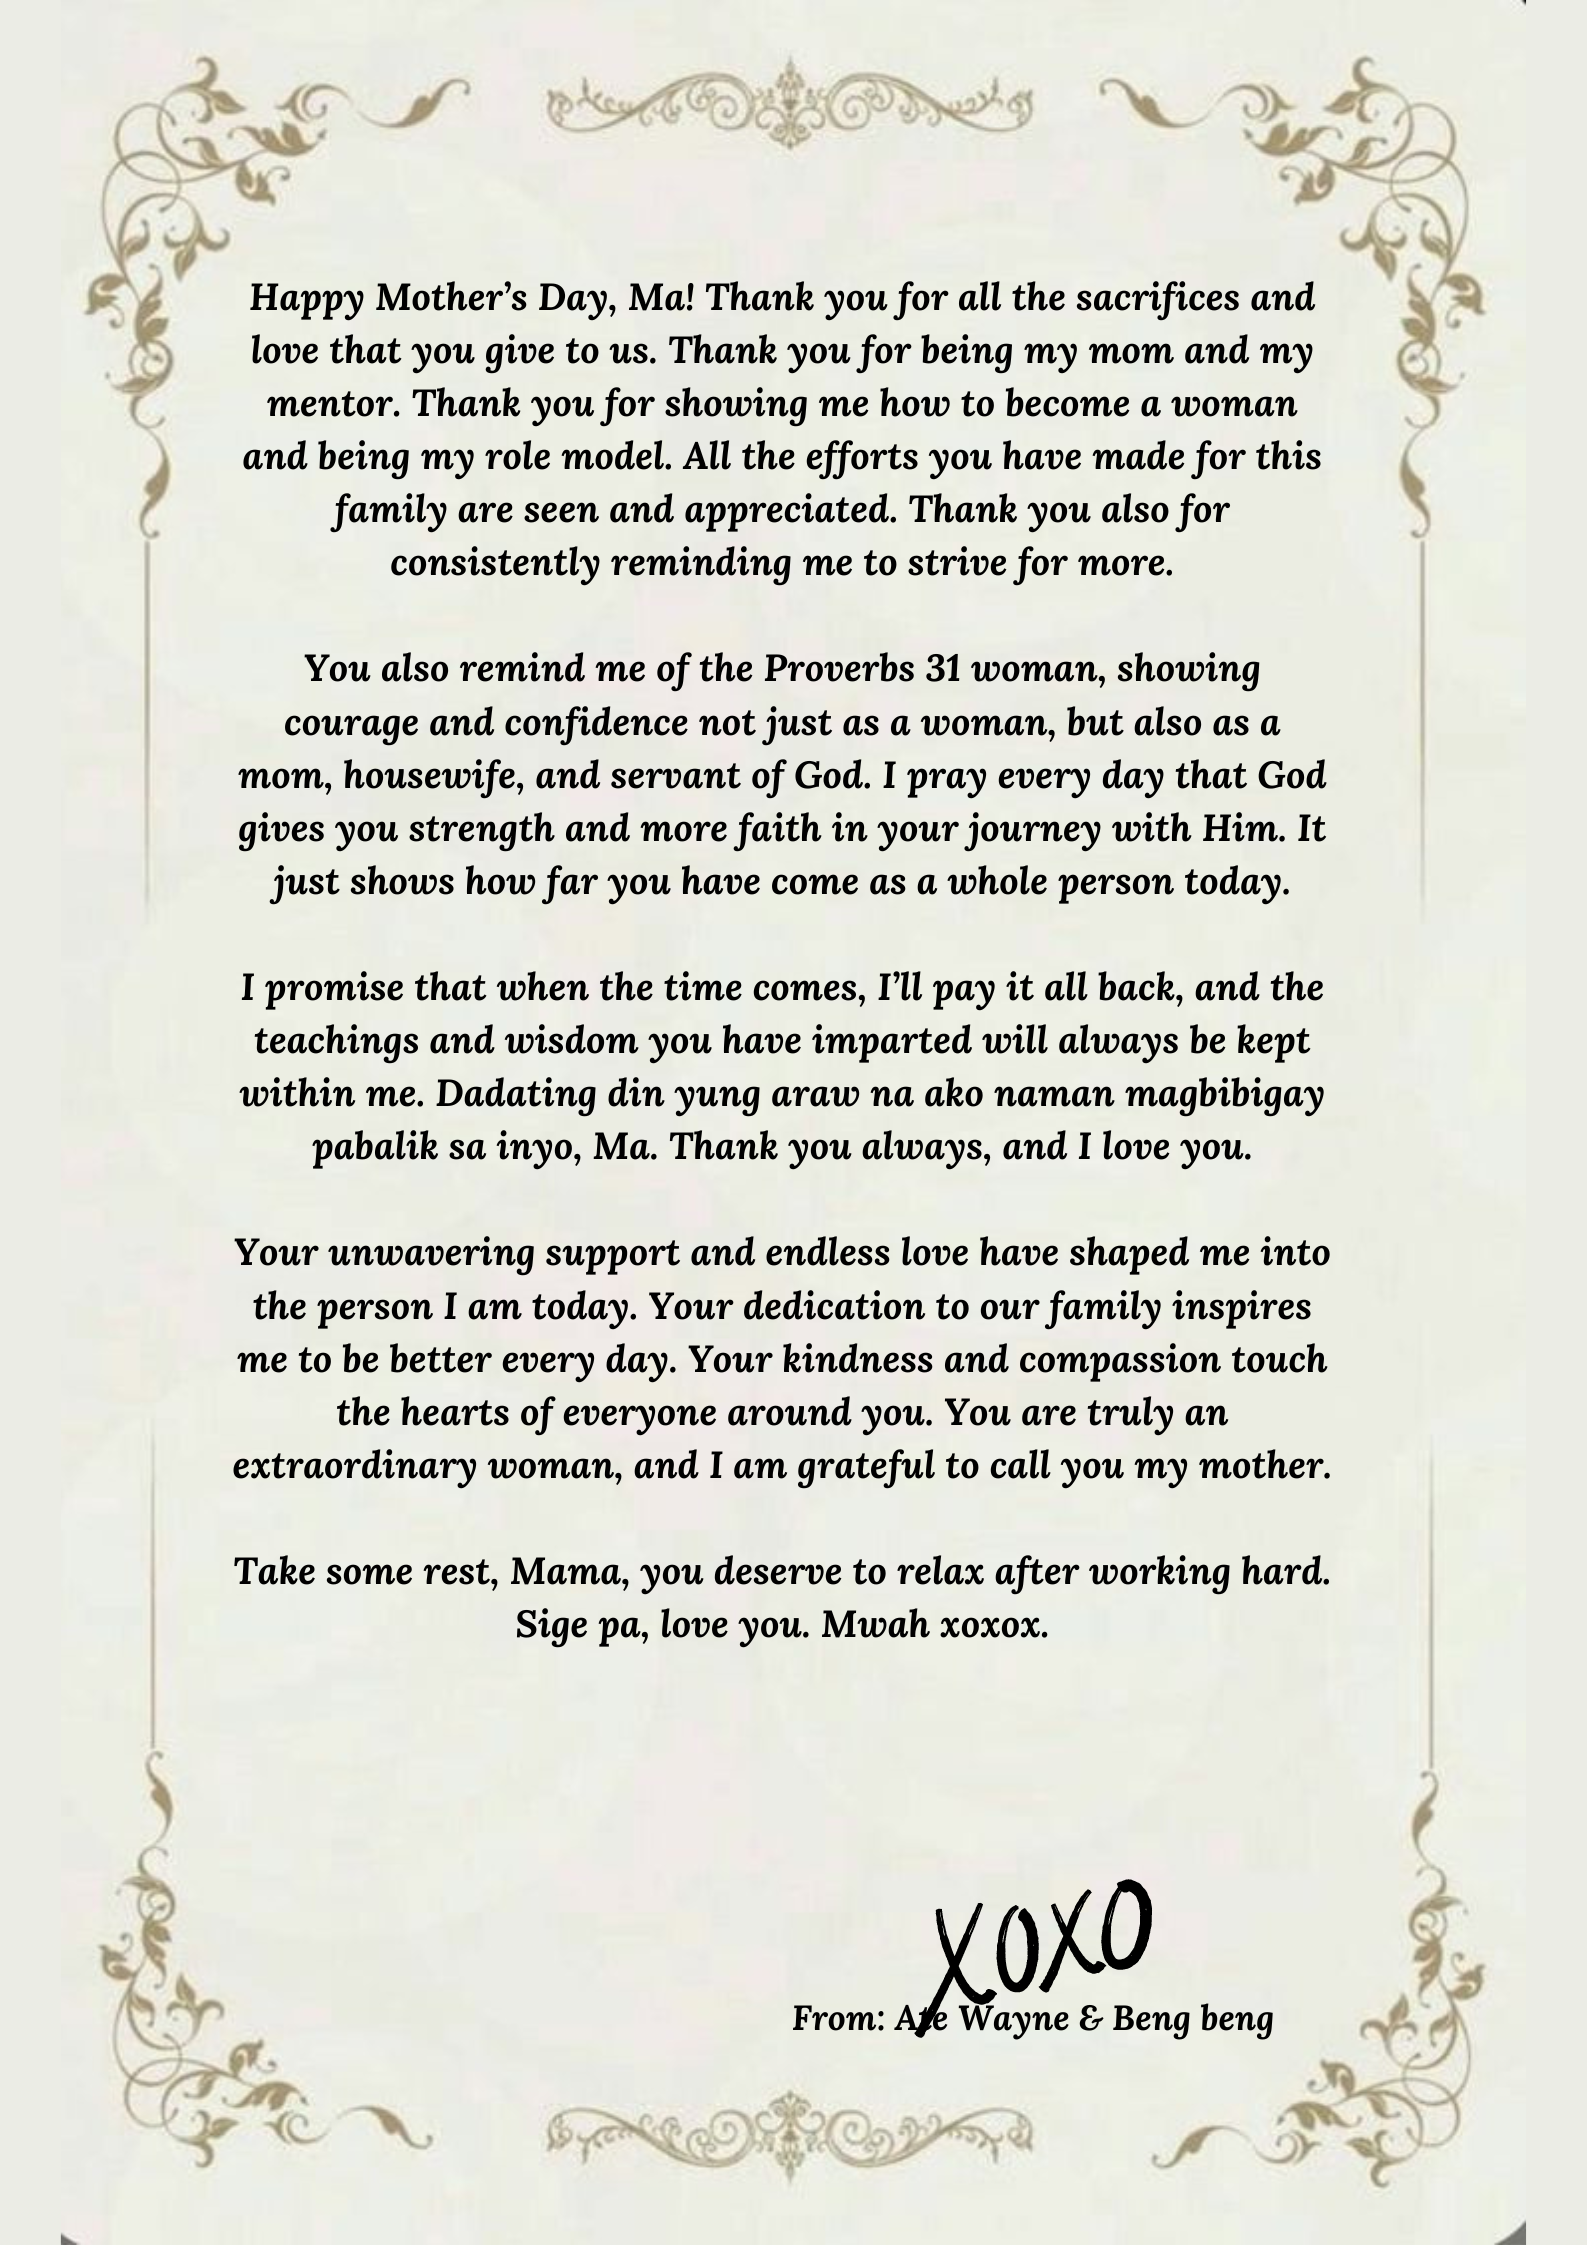 Happy Mother’s Day, Ma! Thank you for all the sacrifices and
love that you give to us. Thank you for being my mom and my
mentor. Thank you for showing me how to become a woman
and being my role model. All the efforts you have made for this
family are seen and appreciated. Thank you also for
consistently reminding me to strive for more.
You also remind me of the Proverbs 31 woman, showing
courage and confidence not just as a woman, but also as a
mom, housewife, and servant of God. I pray every day that God
gives you strength and more faith in your journey with Him. It
just shows how far you have come as a whole person today.
I promise that when the time comes, I’ll pay it all back, and the
teachings and wisdom you have imparted will always be kept
within me. Dadating din yung araw na ako naman magbibigay
pabalik sa inyo, Ma. Thank you always, and I love you.
Your unwavering support and endless love have shaped me into
the person I am today. Your dedication to our family inspires
me to be better every day. Your kindness and compassion touch
the hearts of everyone around you. You are truly an
extraordinary woman, and I am grateful to call you my mother.
Take some rest, Mama, you deserve to relax after working hard.
Sige pa, love you. Mwah xoxox.
XOXO
From: Ate Wayne & Beng beng